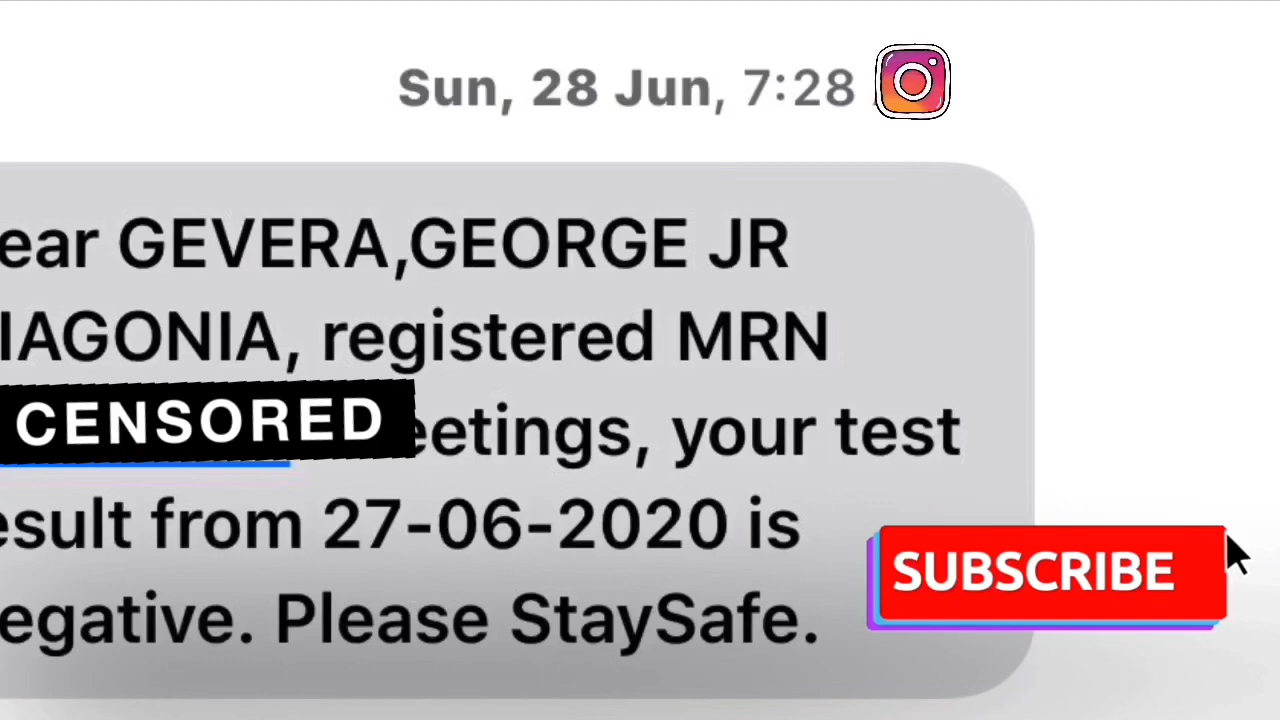 Sun, 28 Jun, 7:28
ear GEVERA,GEORGE JR
IAGONIA, registered MRN
CENSORED eetings, your test
esult from 27-06-2020 is
egative. Please StaySafe.
SUBSCRIBE